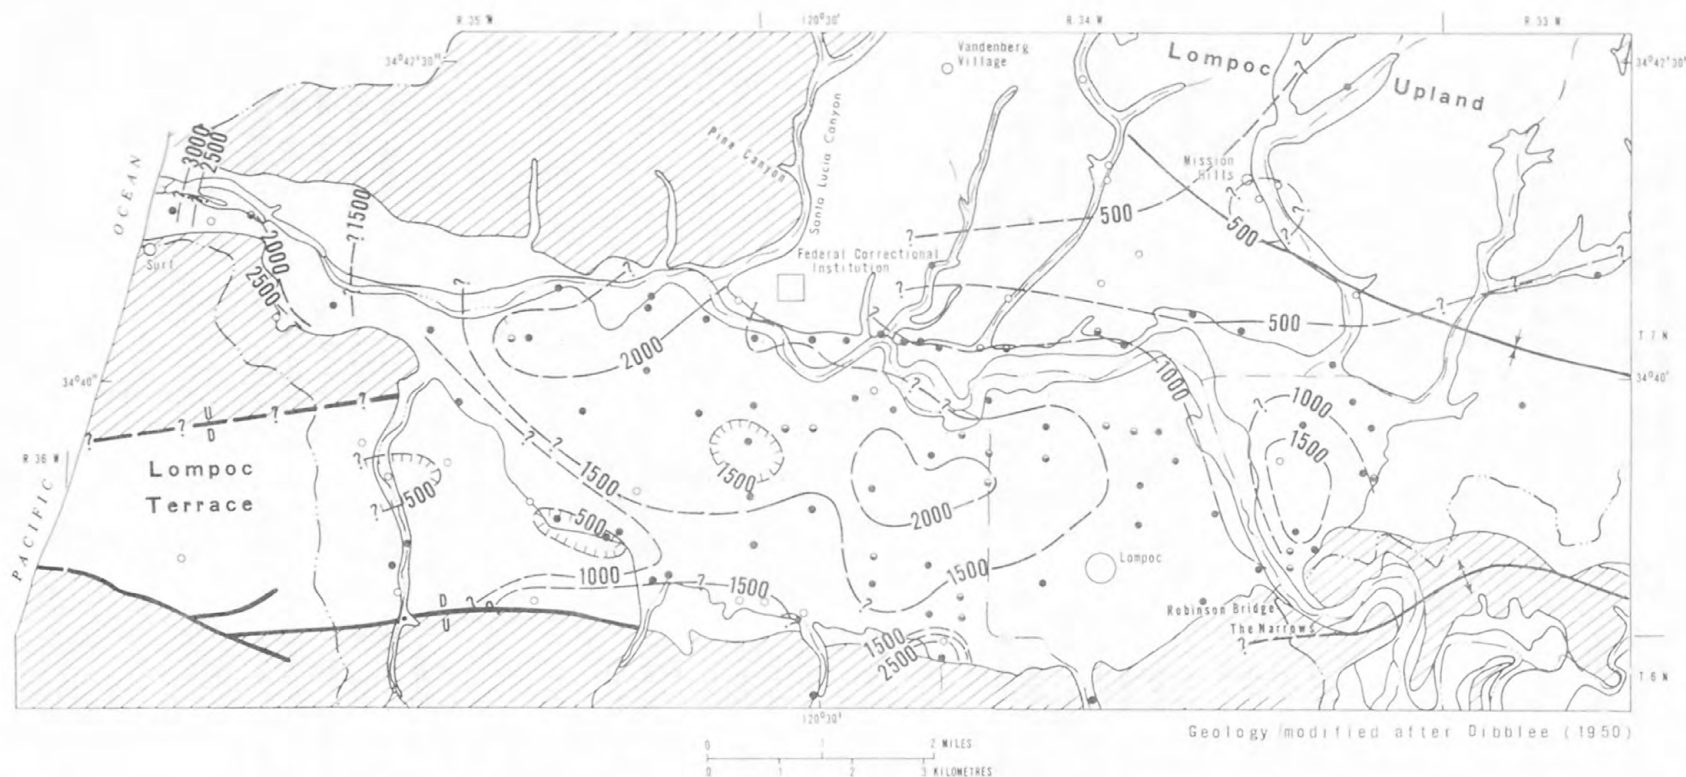 R. 35 W
120°30'
R. 34 W
R. 33 W
34°42'30"
34°42'30"
Vandenberg
Village
Lompoc
Upland
Pine Canyon
Santa Lucia Canyon
Mission
Hills
3000
2500
OCEAN
?1500
500
500
Surf
2000
2500
Federal Correctional
Institution
500
2000
T. 7 N
34°40'
34°40'
1000
1000
U
D
R. 36 W
Lompoc
Terrace
1500
1500
1500
500
500
2000
PACIFIC
Lompoc
1000
1500
1500
D
U
Robinson Bridge
The Narrows
1500
2500
T. 6 N
120°30'
Geology modified after Dibblee (1950)
0 1 2 MILES
0 1 2 3 KILOMETRES